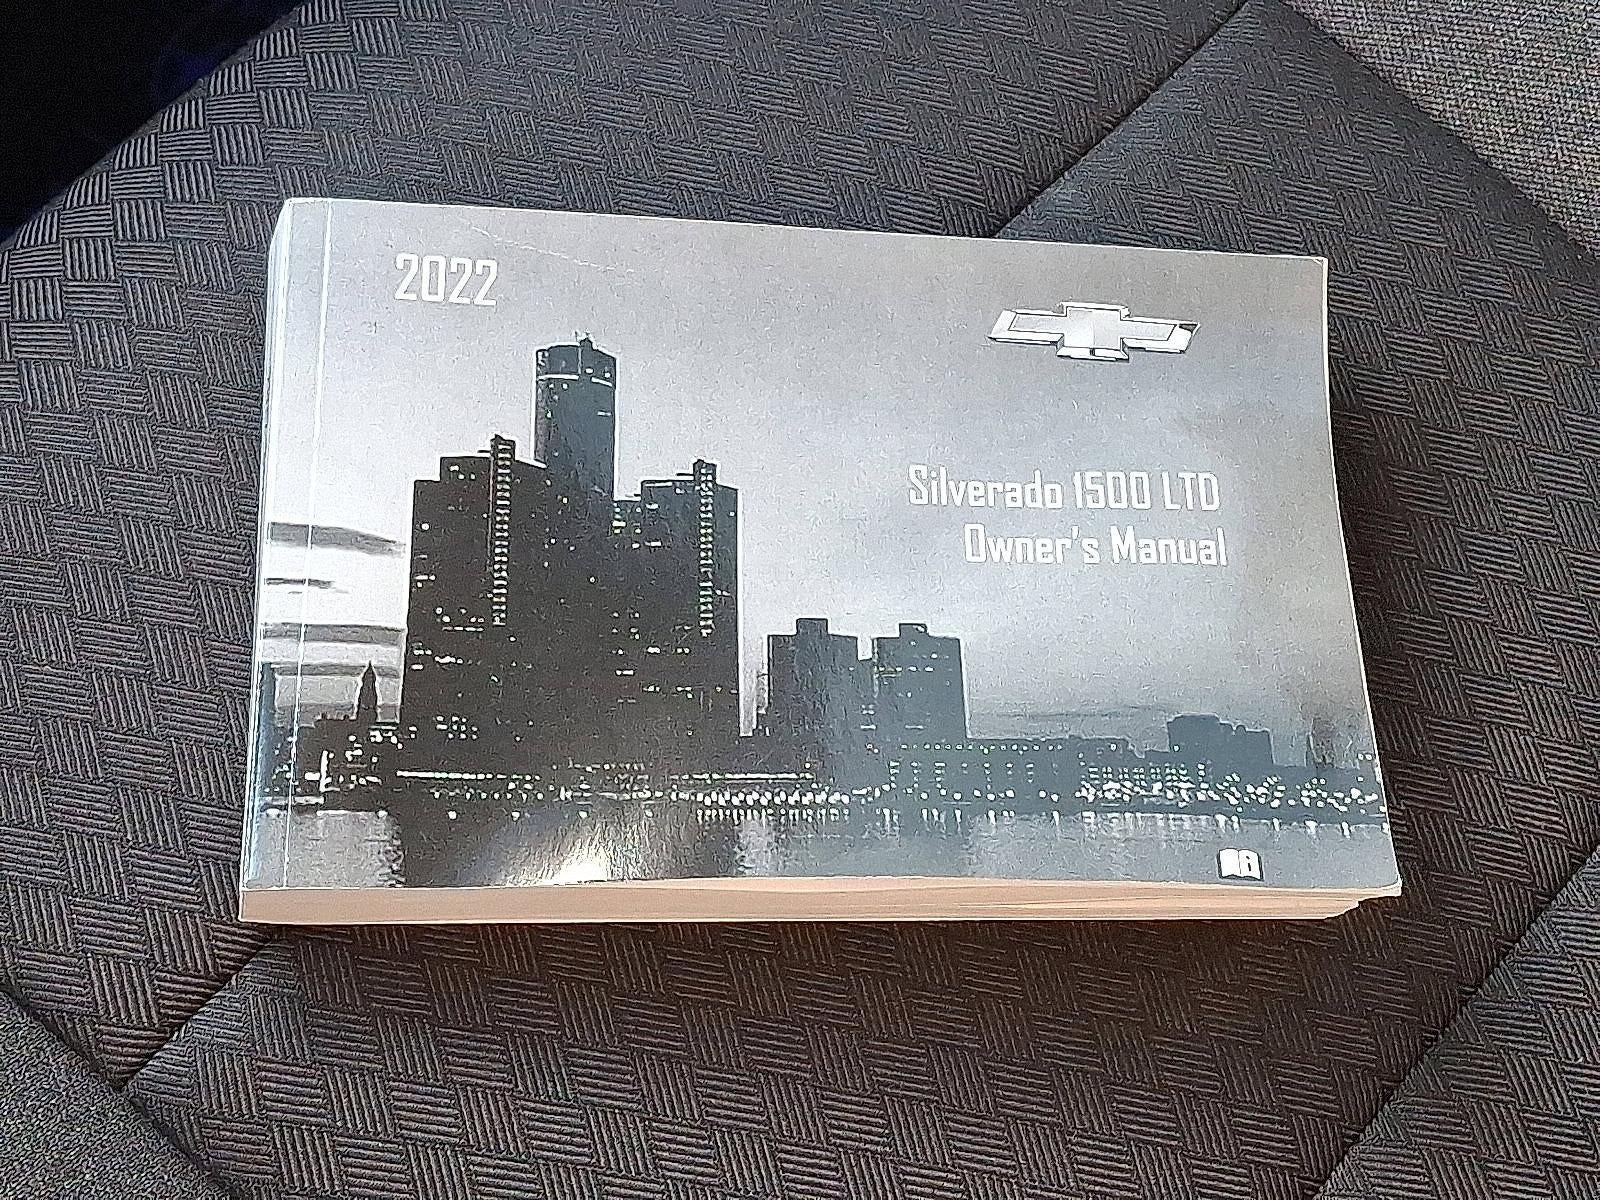 2022
Silverado 1500 LTD
Owner's Manual